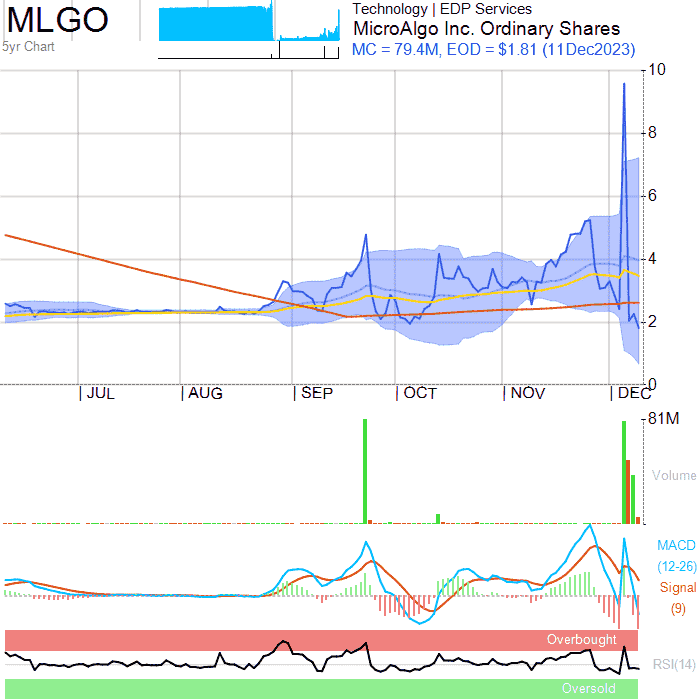 MLGO
5yr Chart
Technology | EDP Services
MicroAlgo Inc. Ordinary Shares
MC = 79.4M, EOD = $1.81 (11Dec2023)
10
8
6
4
2
0
JUL
AUG
SEP
OCT
NOV
DEC
81M
Volume
MACD
(12-26)
Signal
(9)
Overbought
RSI(14)
Oversold